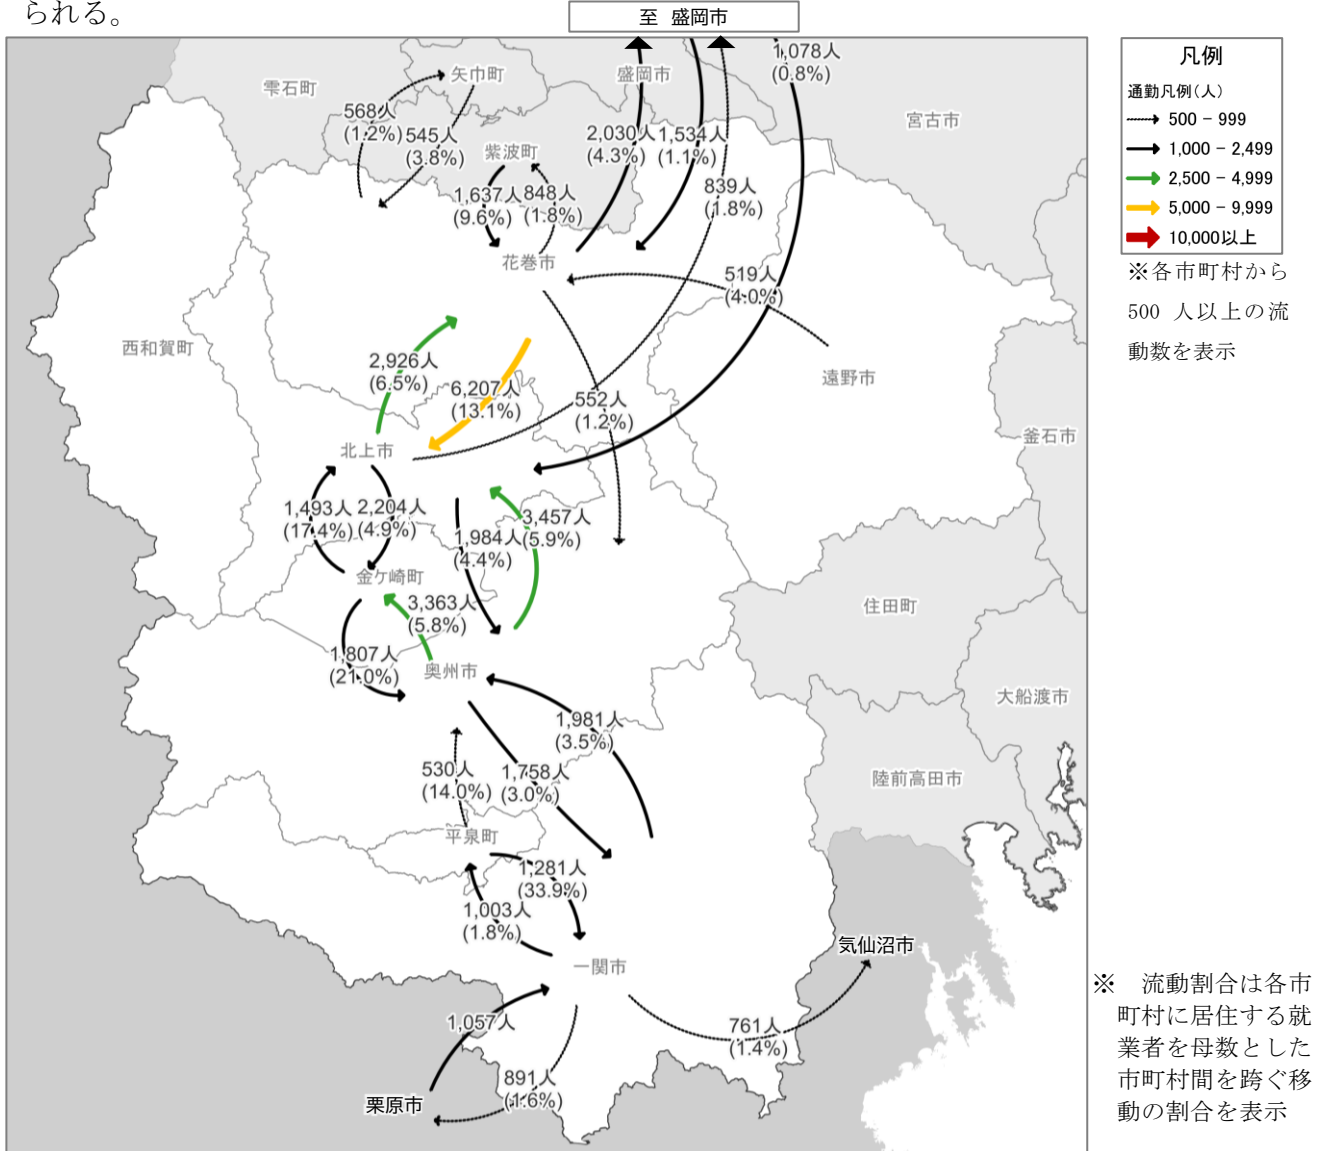 られる。
至 盛岡市
凡例
通勤凡例(人)
500 - 999
1,000 - 2,499
2,500 - 4,999
5,000 - 9,999
10,000以上
※各市町村から
500 人以上の流
動数を表示
雫石町
矢巾町
盛岡市
1,078人
(0.8%)
宮古市
568人
(1.2%)
545人
(3.8%)
紫波町
2,030人
(4.3%)
1,534人
(1.1%)
1,637人
(9.6%)
848人
(1.8%)
839人
(1.8%)
花巻市
519人
(4.0%)
西和賀町
2,926人
(6.5%)
6,207人
(13.1%)
552人
(1.2%)
遠野市
釜石市
北上市
1,493人
(17.4%)
2,204人
(4.9%)
1,984人
(4.4%)
3,457人
(5.9%)
金ケ崎町
3,363人
(5.8%)
住田町
1,807人
(21.0%)
奥州市
大船渡市
1,981人
(3.5%)
530人
(14.0%)
1,758人
(3.0%)
陸前高田市
平泉町
1,281人
(33.9%)
1,003人
(1.8%)
気仙沼市
一関市
1,057人
761人
(1.4%)
891人
(1.6%)
栗原市
※ 流動割合は各市
町村に居住する就
業者を母数とした
市町村間を跨ぐ移
動の割合を表示